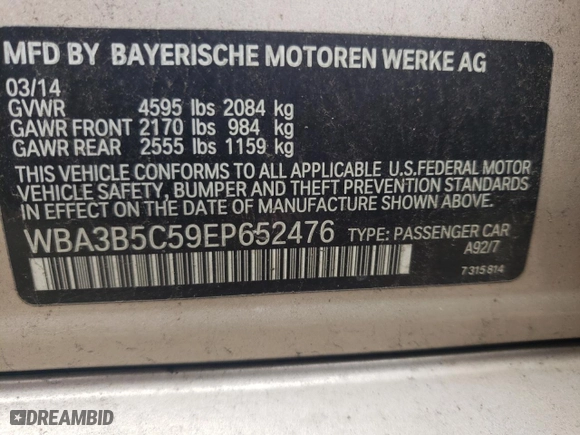 MFD BY BAYERISCHE MOTOREN WERKE AG
03/14
GVWR 4595 lbs 2084 kg
GAWR FRONT 2170 lbs 984 kg
GAWR REAR 2555 lbs 1159 kg
THIS VEHICLE CONFORMS TO ALL APPLICABLE U.S.FEDERAL MOTOR
VEHICLE SAFETY, BUMPER AND THEFT PREVENTION STANDARDS
IN EFFECT ON THE DATE OF MANUFACTURE SHOWN ABOVE.
WBA3B5C59EP652476 TYPE: PASSENGER CAR
A92/7
7315814
DREAMBID